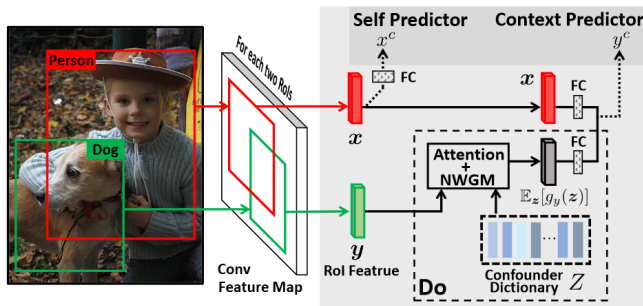 Self Predictor
Context Predictor
x^c
y^c
Person
For each two RoIs
FC
x
x
FC
Dog
Attention
+
NWGM
FC
𝔼_z[g_y(z)]
y
Conv
Feature Map
RoI Featrue
...
Confounder
Dictionary Z
Do